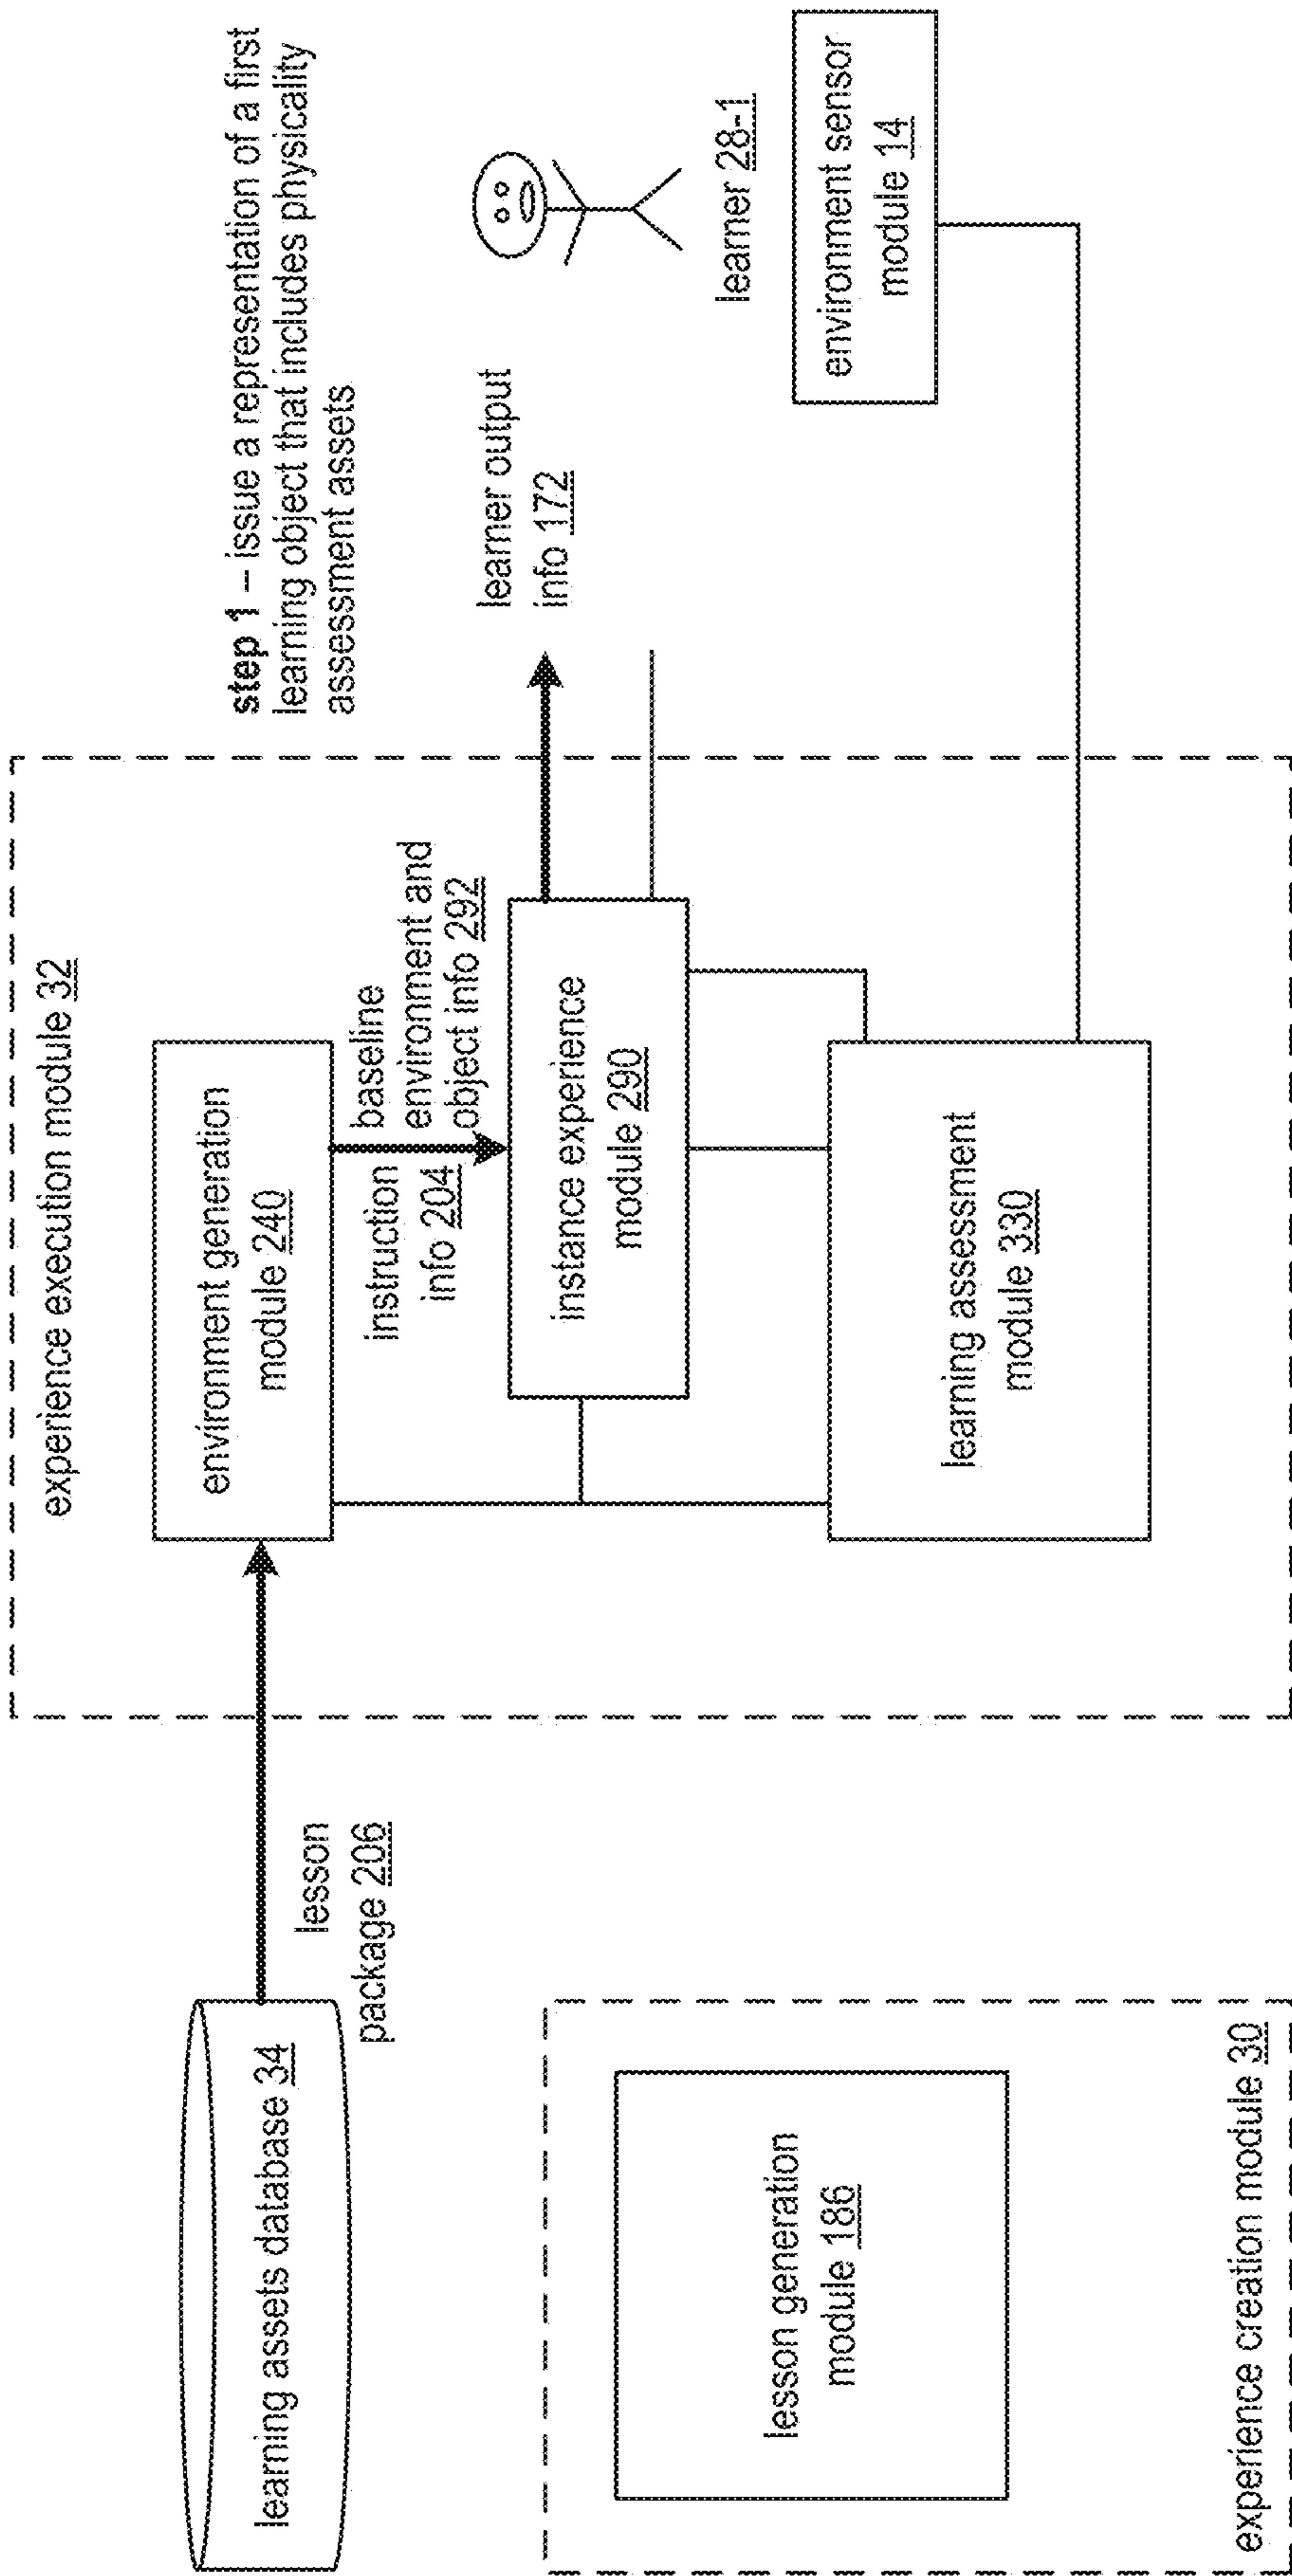 experience execution module 32
step 1 – issue a representation of a first
learning object that includes physicality
assessment assets
learning assets database 34
lesson
package 206
environment generation
module 240
instruction
info 204
baseline
environment and
object info 292
learner output
info 172
instance experience
module 290
learner 28-1
lesson generation
module 186
learning assessment
module 330
environment sensor
module 14
experience creation module 30